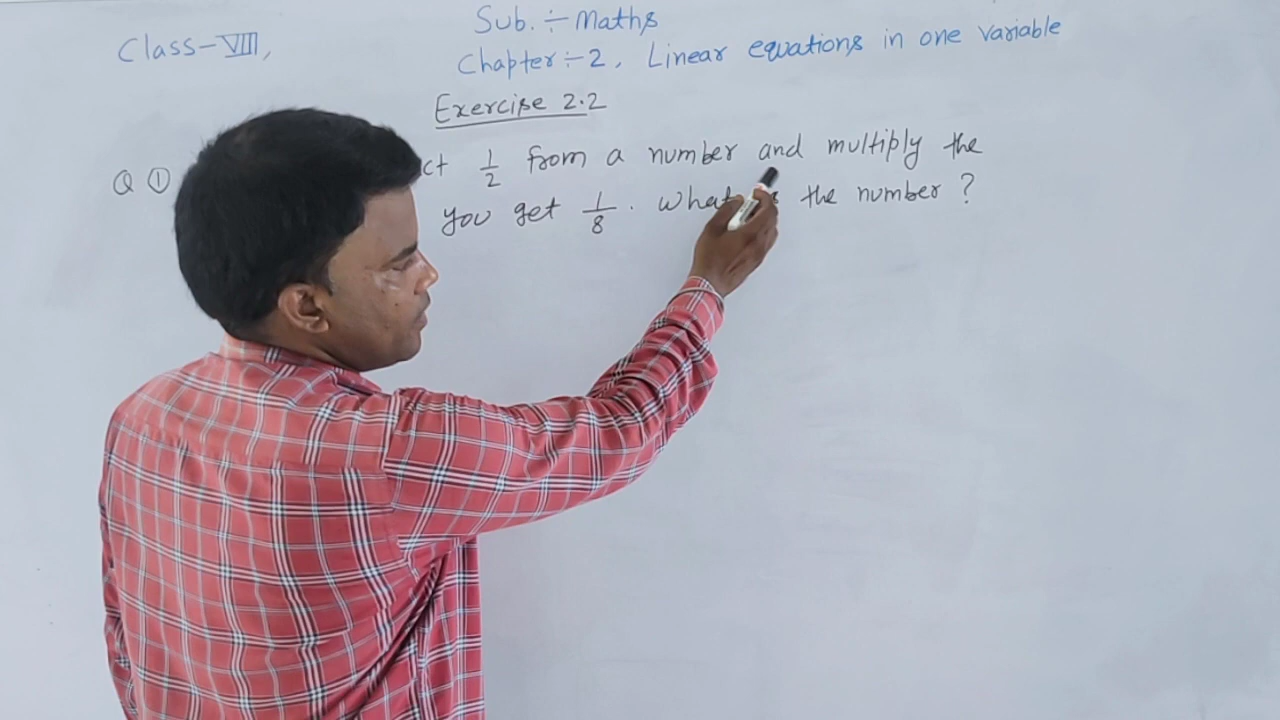 Sub. ÷ Maths
Class-VIII,
Chapter ÷ 2, Linear equations in one variable
Exercise 2.2
Q ① ct 1/2 from a number and multiply the
you get 1/8. What the number?